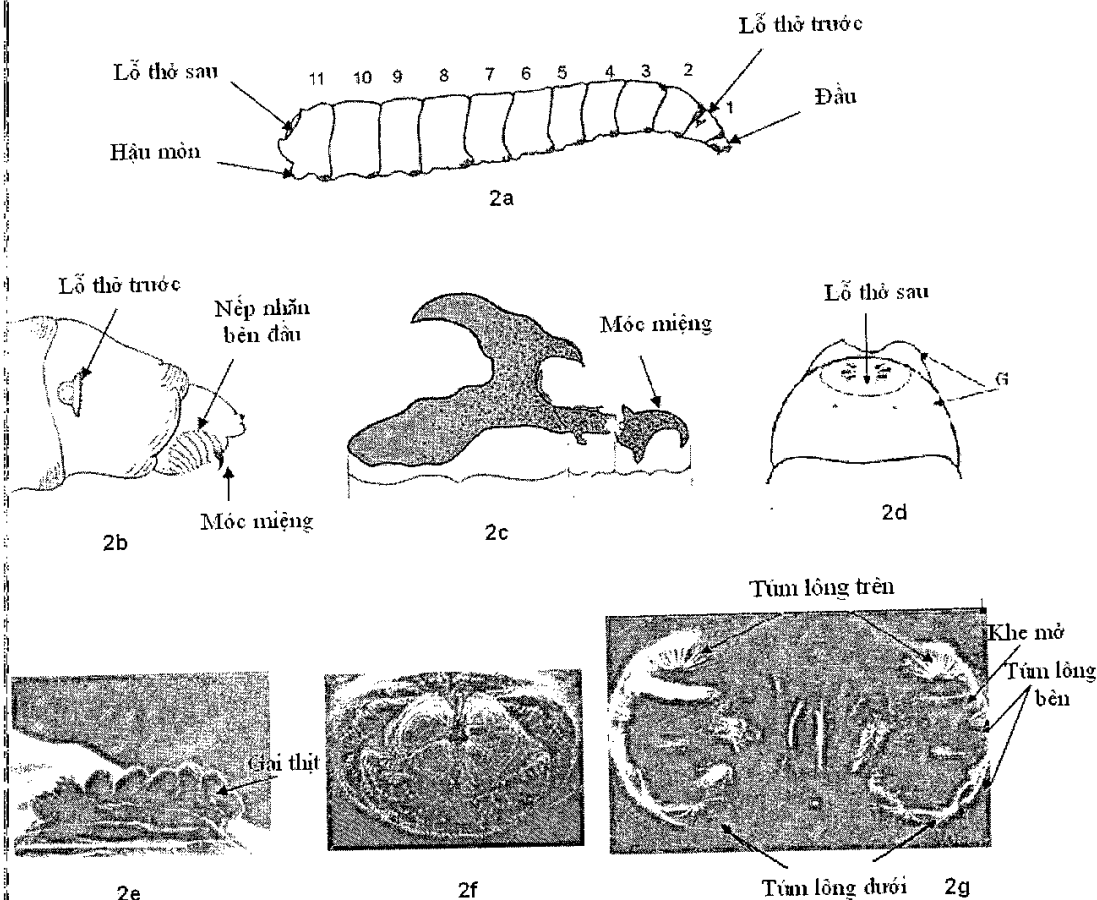 Lỗ thở trước
Lỗ thở sau
11 10 9 8 7 6 5 4 3 2 1
Đầu
Hậu môn
2a
Lỗ thở trước
Nếp nhăn
bên đầu
Móc miệng
2b
Móc miệng
2c
Lỗ thở sau
G
2d
Gai thịt
2e
2f
Túm lông trên
Khe mở
Túm lông
bên
Túm lông dưới
2g